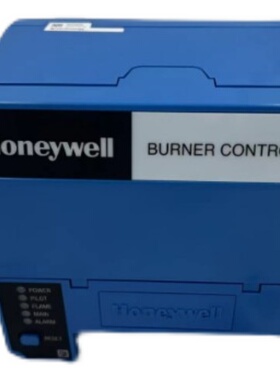 Honeywell BURNER CONTRO
POWER
PILOT
FLAME
MAIN
ALARM
RESET
Honeywell